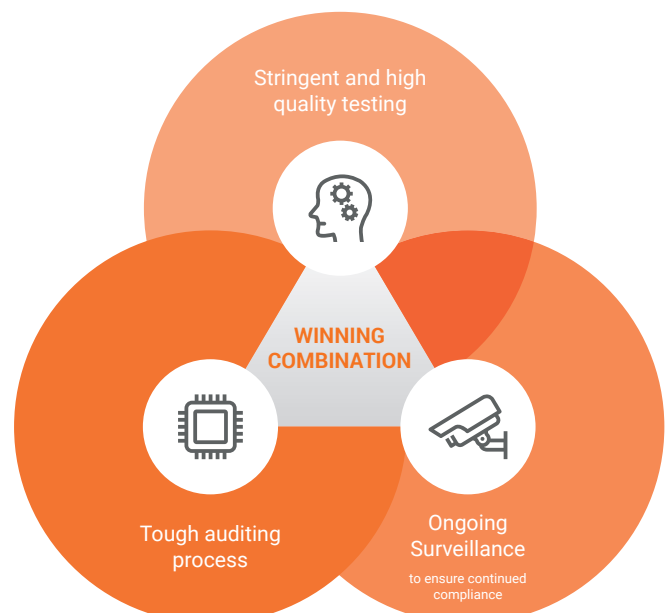 Stringent and high
quality testing
WINNING
COMBINATION
Tough auditing
process
Ongoing
Surveillance
to ensure continued
compliance